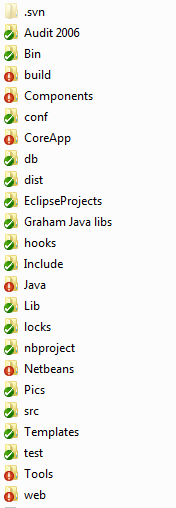 .svn
Audit 2006
Bin
build
Components
conf
CoreApp
db
dist
EclipseProjects
Graham Java libs
hooks
Include
Java
Lib
locks
nbproject
Netbeans
Pics
src
Templates
test
Tools
web